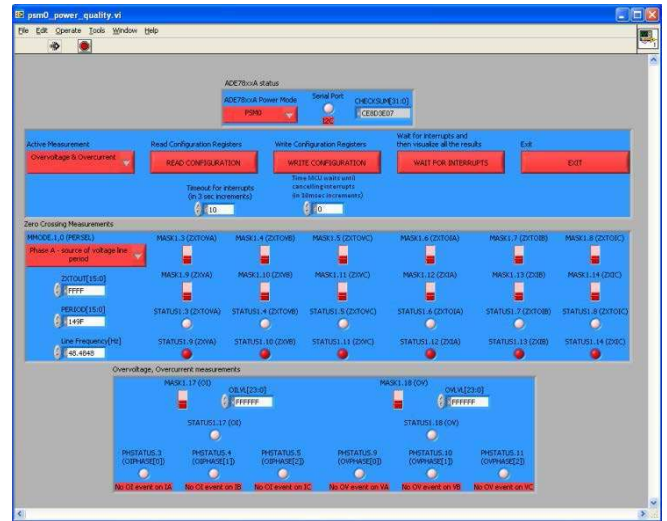 psm0_power_quality.vi
File Edit Operate Tools Window Help
ADE78xxA status
ADE78xxA Power Mode Serial Port CHECKSUM[31:0]
PSM0 I2C CE8D3E07
Active Measurement Read Configuration Registers Write Configuration Registers Wait for interrupts and then visualize all the results Exit
Overvoltage & Overcurrent READ CONFIGURATION WRITE CONFIGURATION WAIT FOR INTERRUPTS EXIT
Timeout for interrupts
(in 3 sec increments)
10
Time MCU waits until
cancelling interrupts
(in 10msec increments)
0
Zero Crossing Measurements
MMODE.1,0 (PERSEL) MASK1.3 (ZXTOVA) MASK1.4 (ZXTOVB) MASK1.5 (ZXTOVC) MASK1.6 (ZXTOIA) MASK1.7 (ZXTOIB) MASK1.8 (ZXTOIC)
Phase A - source of voltage line period
MASK1.9 (ZXVA) MASK1.10 (ZXVB) MASK1.11 (ZXVC) MASK1.12 (ZXIA) MASK1.13 (ZXIB) MASK1.14 (ZXIC)
ZXTOUT[15:0]
FFFF
PERIOD[15:0] STATUS1.3 (ZXTOVA) STATUS1.4 (ZXTOVB) STATUS1.5 (ZXTOVC) STATUS1.6 (ZXTOIA) STATUS1.7 (ZXTOIB) STATUS1.8 (ZXTOIC)
149F
Line Frequency[Hz] STATUS1.9 (ZXVA) STATUS1.10 (ZXVB) STATUS1.11 (ZXVC) STATUS1.12 (ZXIA) STATUS1.13 (ZXIB) STATUS1.14 (ZXIC)
48.4848
Overvoltage, Overcurrent measurements
MASK1.17 (OI) OILVL[23:0] MASK1.18 (OV) OVLVL[23:0]
FFFFFF FFFFFF
STATUS1.17 (OI) STATUS1.18 (OV)
PHSTATUS.3 PHSTATUS.4 PHSTATUS.5 PHSTATUS.9 PHSTATUS.10 PHSTATUS.11
(OIPHASE[0]) (OIPHASE[1]) (OIPHASE[2]) (OVPHASE[0]) (OVPHASE[1]) (OVPHASE[2])
No OI event on IA No OI event on IB No OI event on IC No OV event on VA No OV event on VB No OV event on VC